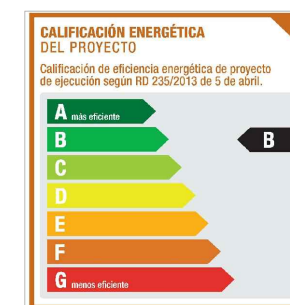 CALIFICACIÓN ENERGÉTICA
DEL PROYECTO
Calificación de eficiencia energética de proyecto
de ejecución según RD 235/2013 de 5 de abril.
A más eficiente
B B
C
D
E
F
G menos eficiente